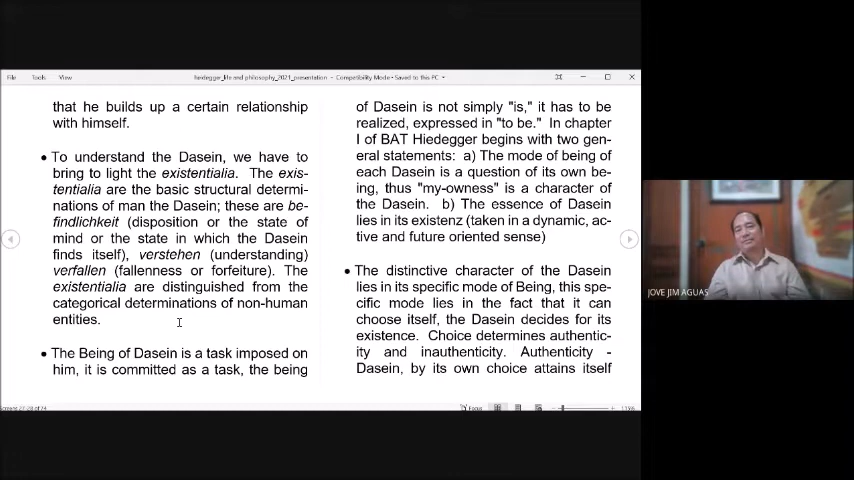 File Tools View heidegger_life and philosophy_2021_presentation - Compatibility Mode • Saved to this PC
that he builds up a certain relationship
with himself.
• To understand the Dasein, we have to
bring to light the existentialia. The exis-
tentialia are the basic structural determi-
nations of man the Dasein; these are be-
findlichkeit (disposition or the state of
mind or the state in which the Dasein
finds itself), verstehen (understanding)
verfallen (fallenness or forfeiture). The
existentialia are distinguished from the
categorical determinations of non-human
entities.
• The Being of Dasein is a task imposed on
him, it is committed as a task, the being
of Dasein is not simply "is," it has to be
realized, expressed in "to be." In chapter
I of BAT Hiedegger begins with two gen-
eral statements: a) The mode of being of
each Dasein is a question of its own be-
ing, thus "my-owness" is a character of
the Dasein. b) The essence of Dasein
lies in its existenz (taken in a dynamic, ac-
tive and future oriented sense)
• The distinctive character of the Dasein
lies in its specific mode of Being, this spe-
cific mode lies in the fact that it can
choose itself, the Dasein decides for its
existence. Choice determines authentic-
ity and inauthenticity. Authenticity -
Dasein, by its own choice attains itself
JOVE JIM AGUAS
Screens 27-28 of 74
Focus